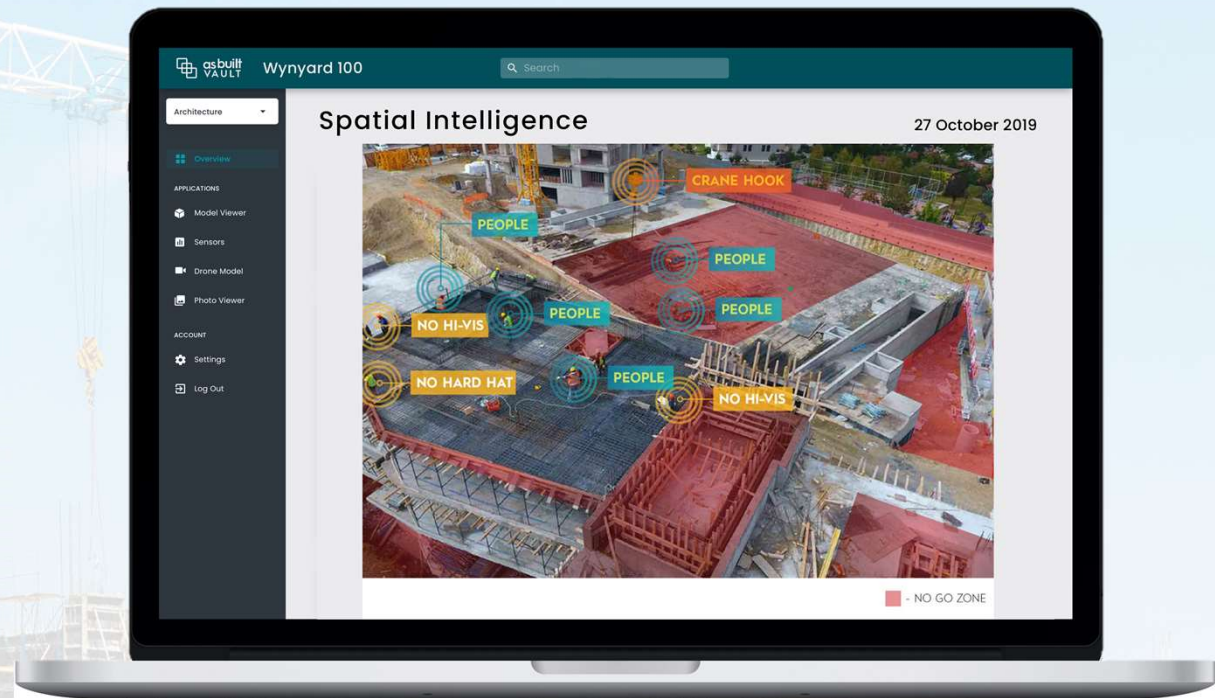 asbuilt
VAULT
Wynyard 100
Search
Architecture
Overview
APPLICATIONS
Model Viewer
Sensors
Drone Model
Photo Viewer
ACCOUNT
Settings
Log Out
Spatial Intelligence
27 October 2019
CRANE HOOK
PEOPLE
PEOPLE
PEOPLE
PEOPLE
NO HI-VIS
PEOPLE
NO HARD HAT
NO HI-VIS
- NO GO ZONE